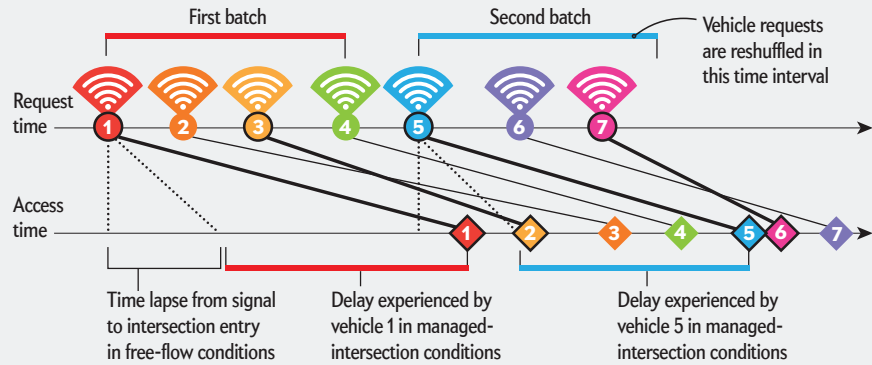 First batch
Second batch
Vehicle requests
are reshuffled in
this time interval
Request
time
1 2 3 4 5 6 7
Access
time
1 2 3 4 5 6 7
Time lapse from signal
to intersection entry
in free-flow conditions
Delay experienced by
vehicle 1 in managed-
intersection conditions
Delay experienced by
vehicle 5 in managed-
intersection conditions